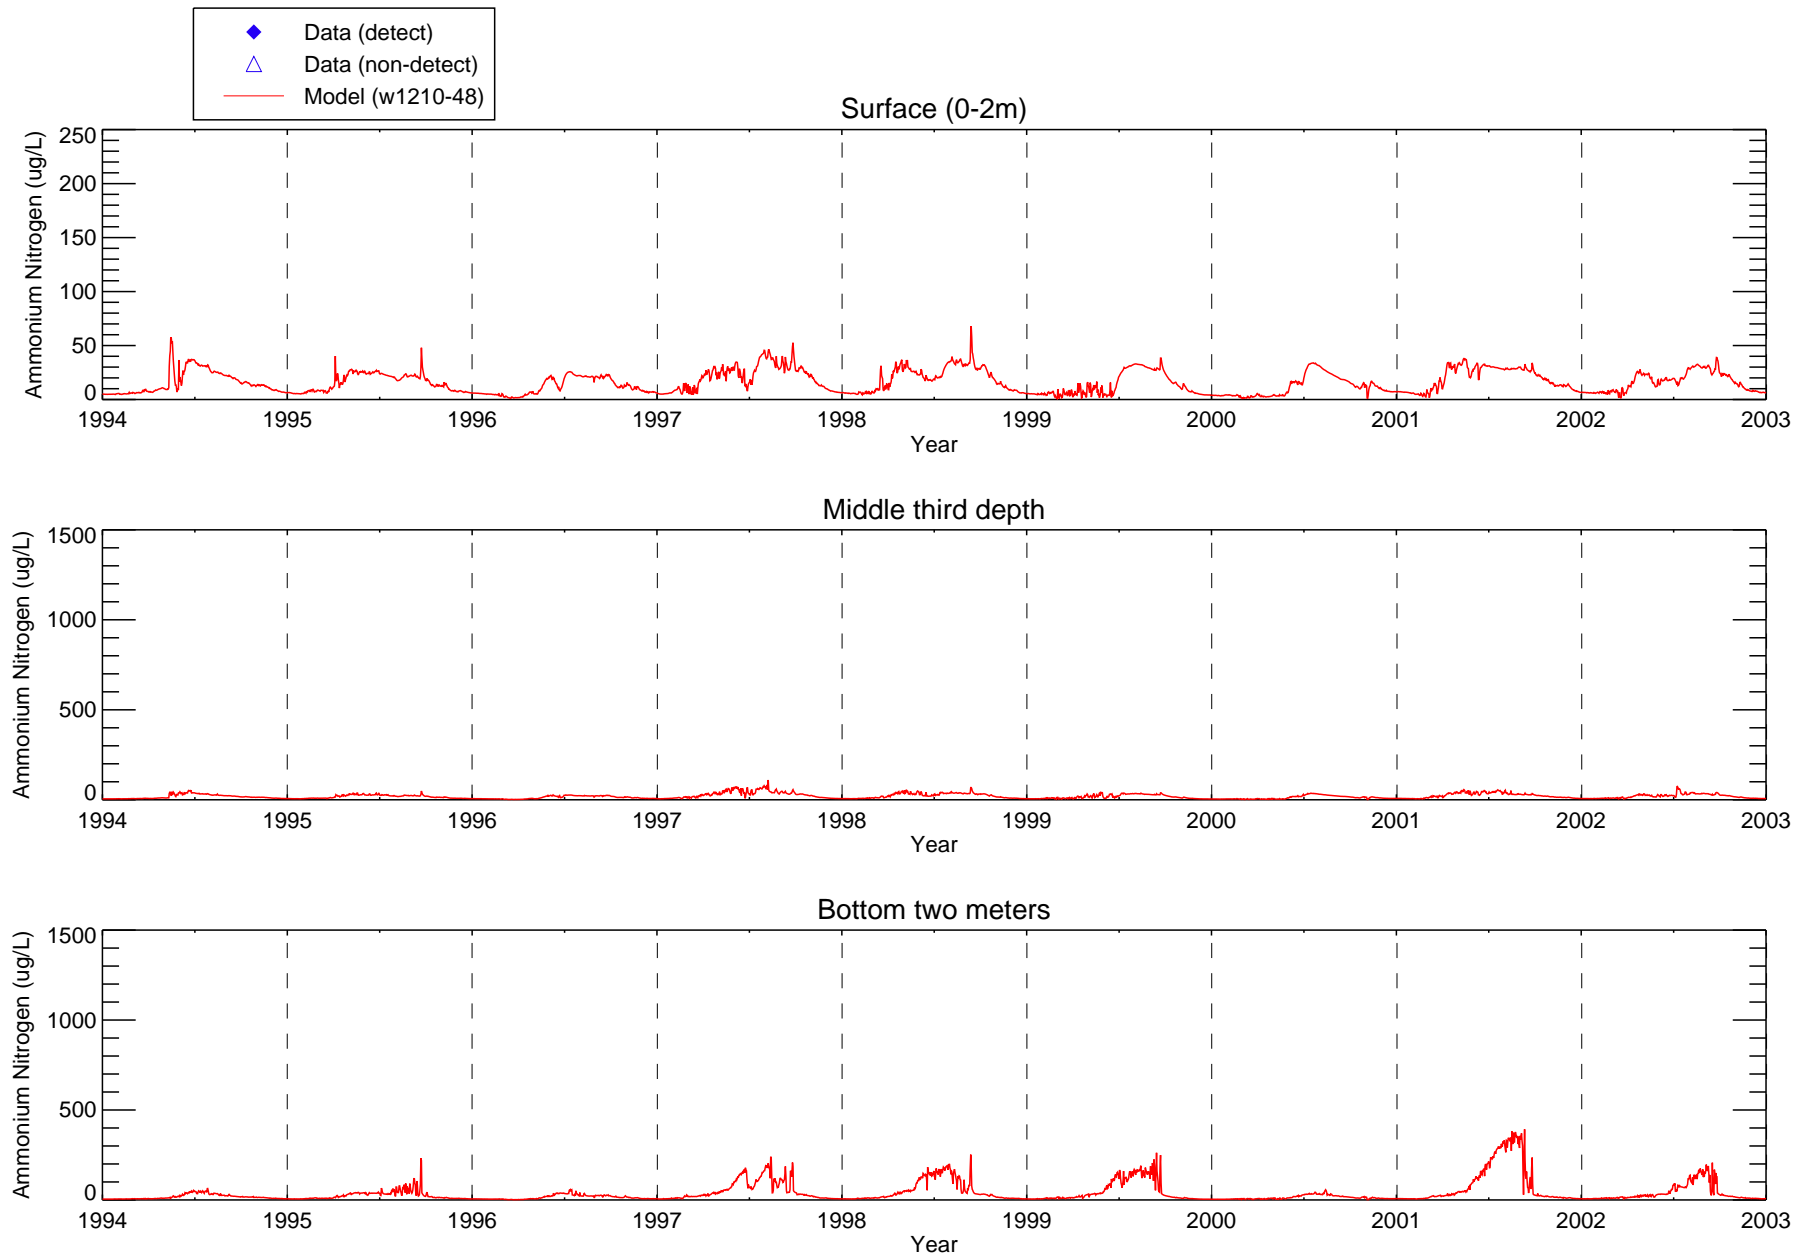 Data (detect)
Data (non-detect)
Model (w1210-48)
Surface (0-2m)
Ammonium Nitrogen (ug/L)
250
200
150
100
50
0
1994 1995 1996 1997 1998 1999 2000 2001 2002 2003
Year
Middle third depth
Ammonium Nitrogen (ug/L)
1500
1000
500
0
1994 1995 1996 1997 1998 1999 2000 2001 2002 2003
Year
Bottom two meters
Ammonium Nitrogen (ug/L)
1500
1000
500
0
1994 1995 1996 1997 1998 1999 2000 2001 2002 2003
Year